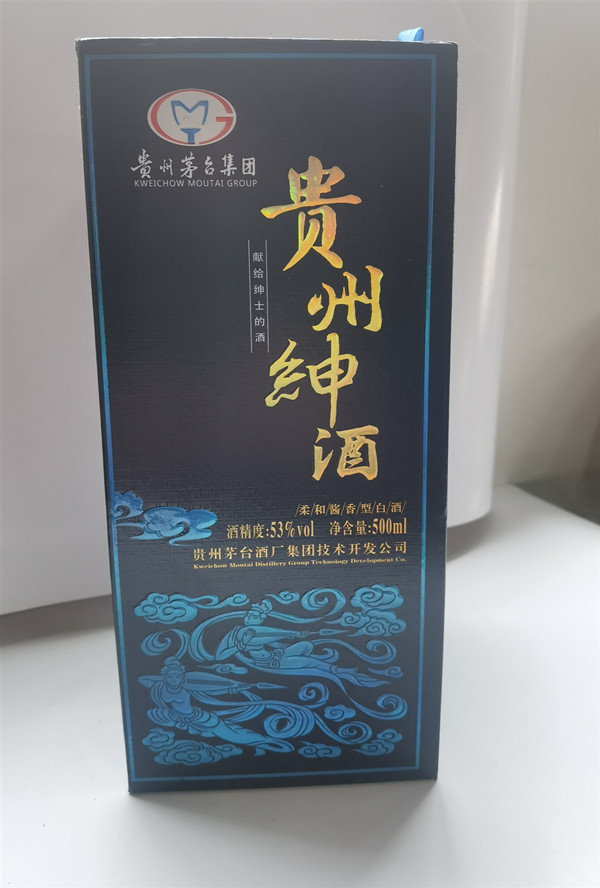 MG
贵州茅台集团
KWEICHOW MOUTAI GROUP
贵州紳酒
献给绅士的酒
/柔/和/酱/香/型/白/酒/
酒精度:53%vol 净含量:500ml
贵州茅台酒厂集团技术开发公司
Kweichow Moutai Distillery Group Technology Development Co.